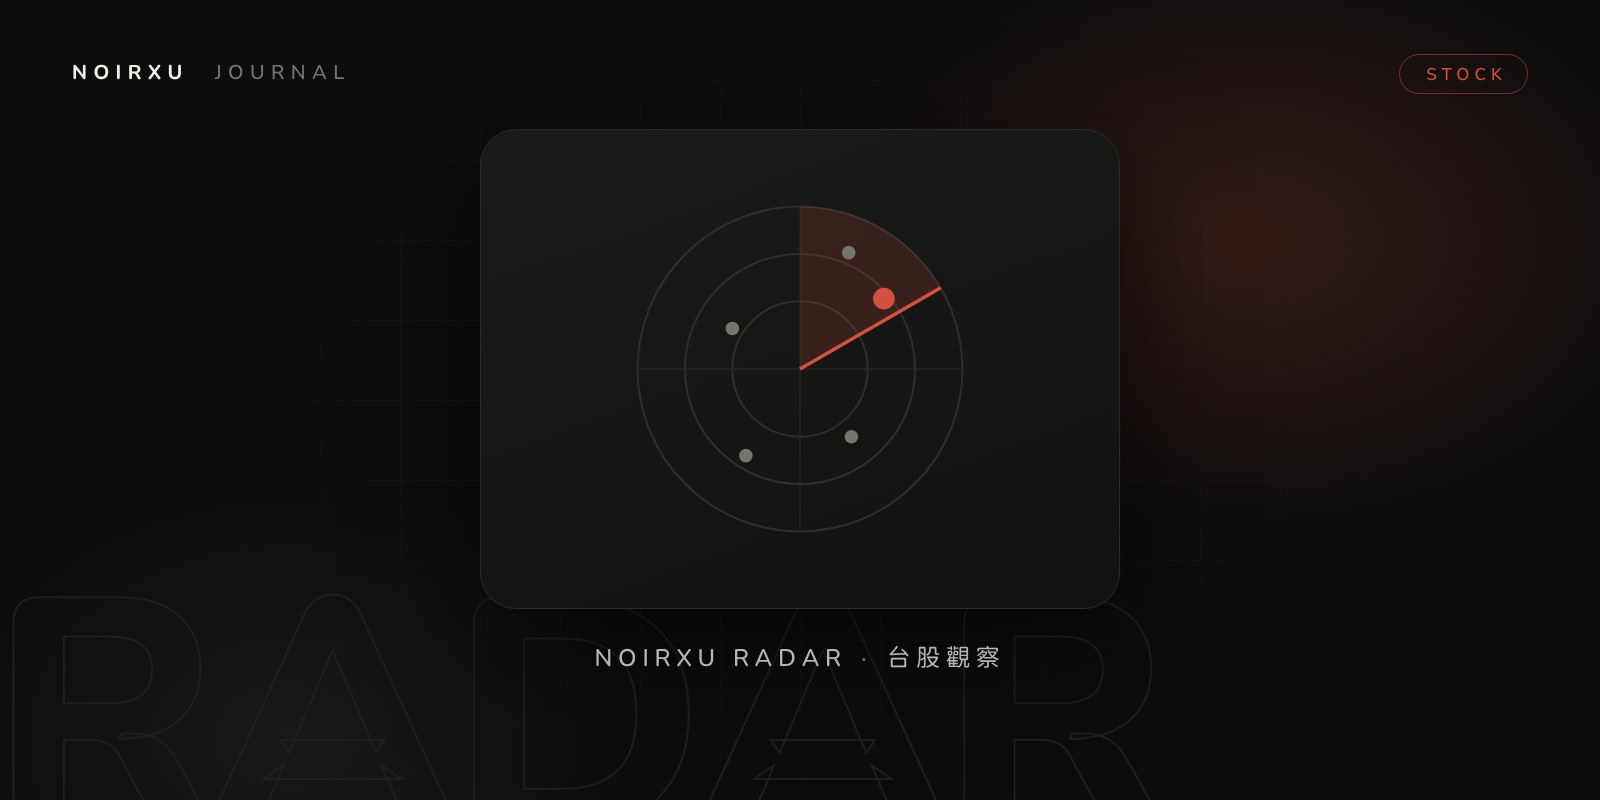 NOIRXU JOURNAL
STOCK
NOIRXU RADAR · 台股觀察
RADAR